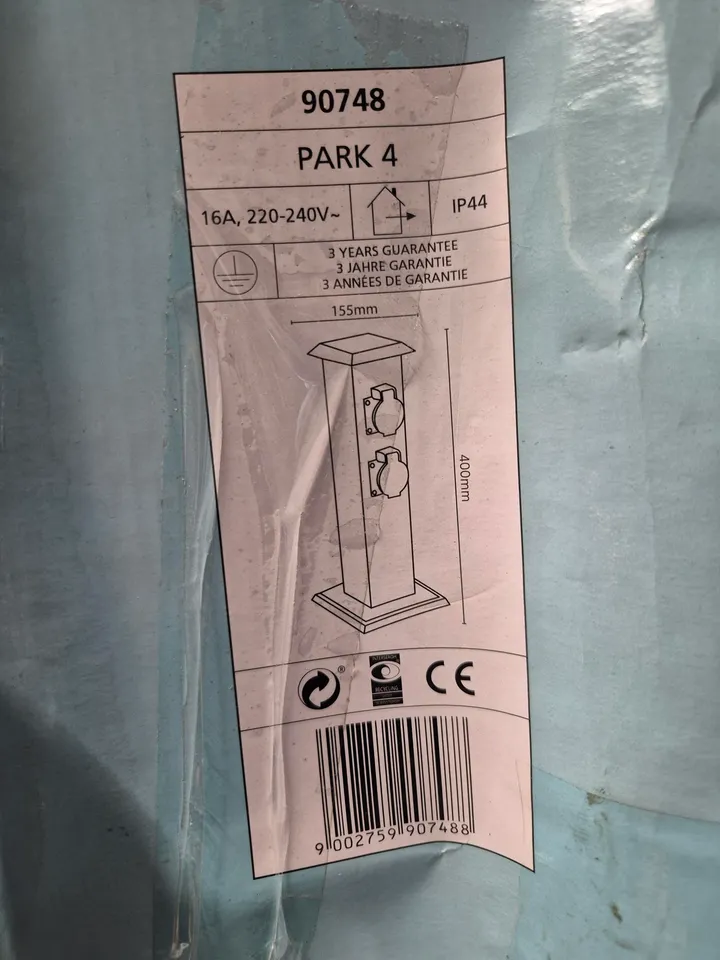 90748
PARK 4
16A, 220-240V~
IP44
3 YEARS GUARANTEE
3 JAHRE GARANTIE
3 ANNÉES DE GARANTIE
155mm
400mm
®
RECYCLING
CE
9 002759 907488